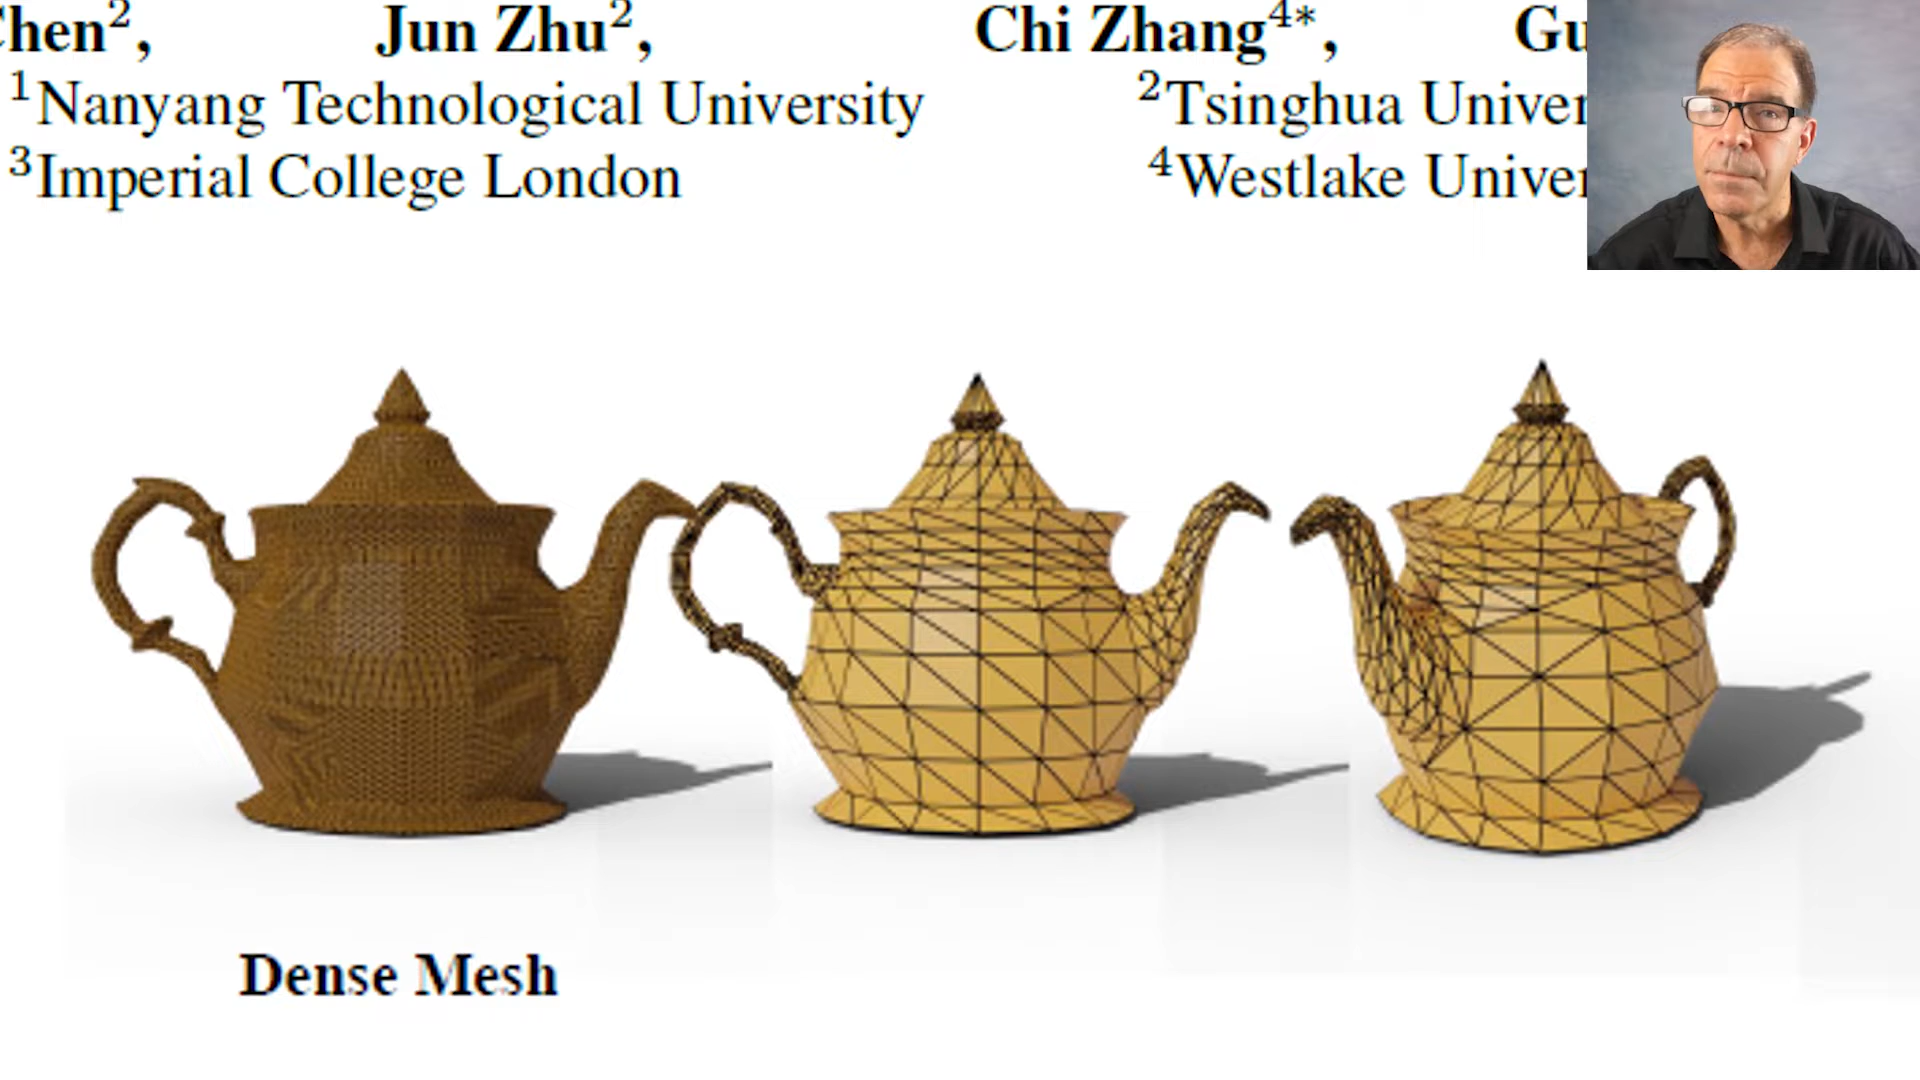 hen², Jun Zhu², Chi Zhang⁴*, Gu
¹Nanyang Technological University ²Tsinghua Univer
³Imperial College London ⁴Westlake Univer
Dense Mesh